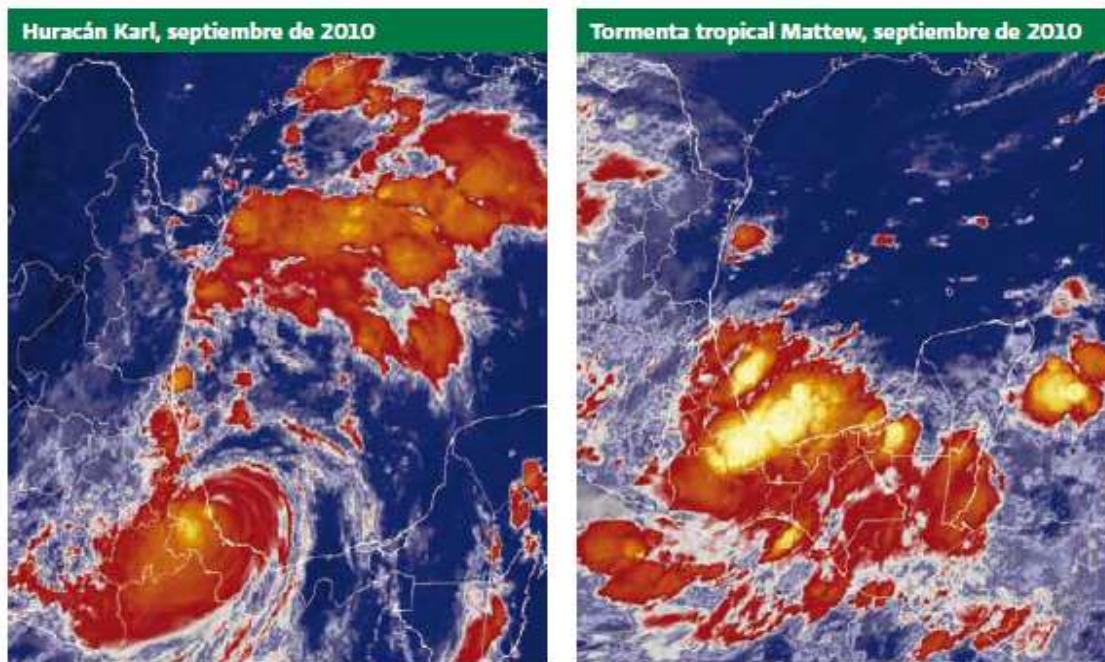 Huracán Karl, septiembre de 2010
Tormenta tropical Mattew, septiembre de 2010